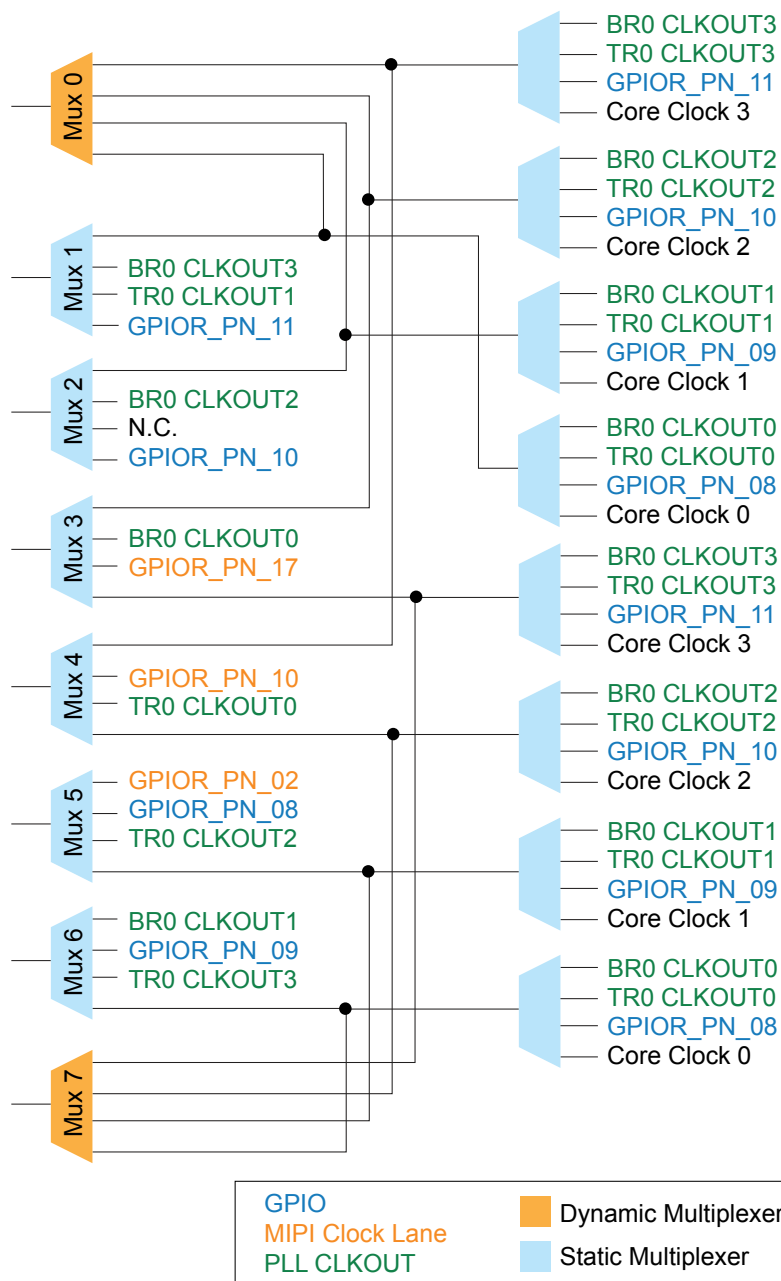 Mux 0
Mux 1
BR0 CLKOUT3
TR0 CLKOUT1
GPIOR_PN_11
Mux 2
BR0 CLKOUT2
N.C.
GPIOR_PN_10
Mux 3
BR0 CLKOUT0
GPIOR_PN_17
Mux 4
GPIOR_PN_10
TR0 CLKOUT0
Mux 5
GPIOR_PN_02
GPIOR_PN_08
TR0 CLKOUT2
Mux 6
BR0 CLKOUT1
GPIOR_PN_09
TR0 CLKOUT3
Mux 7
BR0 CLKOUT3
TR0 CLKOUT3
GPIOR_PN_11
Core Clock 3
BR0 CLKOUT2
TR0 CLKOUT2
GPIOR_PN_10
Core Clock 2
BR0 CLKOUT1
TR0 CLKOUT1
GPIOR_PN_09
Core Clock 1
BR0 CLKOUT0
TR0 CLKOUT0
GPIOR_PN_08
Core Clock 0
BR0 CLKOUT3
TR0 CLKOUT3
GPIOR_PN_11
Core Clock 3
BR0 CLKOUT2
TR0 CLKOUT2
GPIOR_PN_10
Core Clock 2
BR0 CLKOUT1
TR0 CLKOUT1
GPIOR_PN_09
Core Clock 1
BR0 CLKOUT0
TR0 CLKOUT0
GPIOR_PN_08
Core Clock 0
GPIO
MIPI Clock Lane
PLL CLKOUT
Dynamic Multiplexer
Static Multiplexer